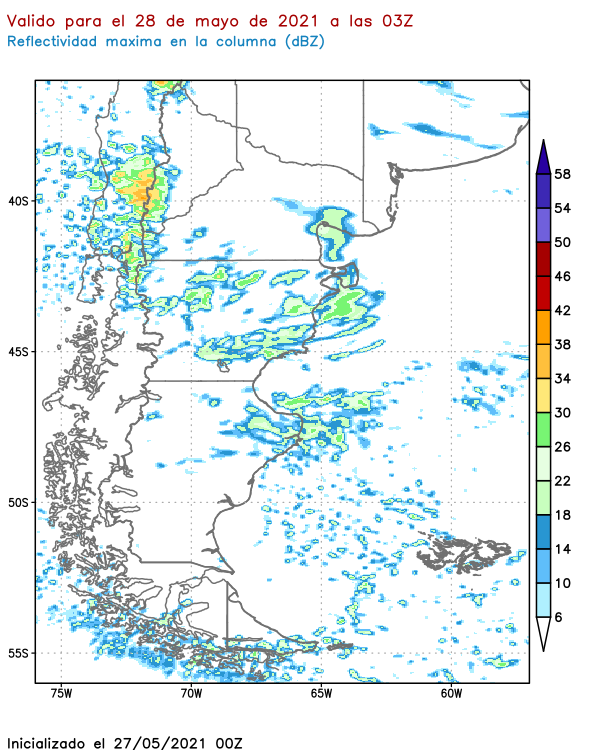 Valido para el 28 de mayo de 2021 a las 03Z
Reflectividad maxima en la columna (dBZ)
58
54
50
46
42
38
34
30
26
22
18
14
10
6
40S
45S
50S
55S
75W
70W
65W
60W
Inicializado el 27/05/2021 00Z